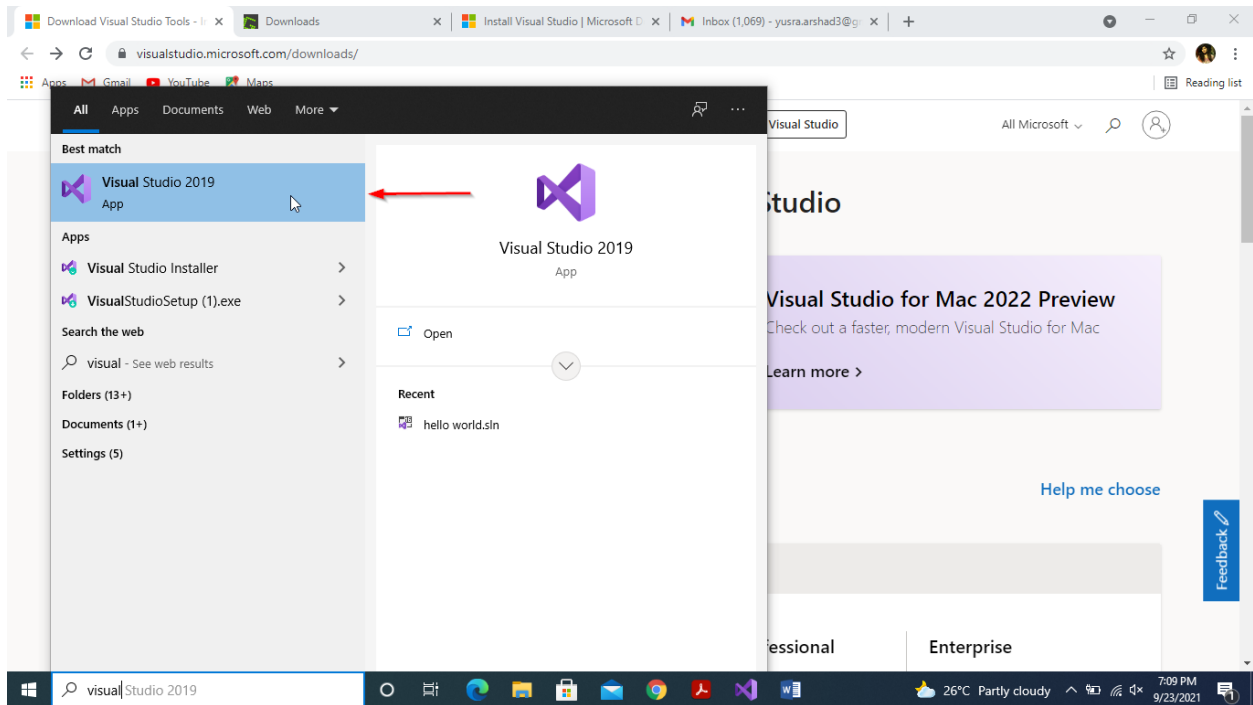 Download Visual Studio Tools - I
Downloads
Install Visual Studio | Microsoft D
Inbox (1,069) - yusra.arshad3@g
visualstudio.microsoft.com/downloads/
Apps
Gmail
YouTube
Maps
Reading list
All
Apps
Documents
Web
More
Visual Studio
All Microsoft
Best match
Visual Studio 2019
App
Apps
Visual Studio Installer
VisualStudioSetup (1).exe
Search the web
visual - See web results
Folders (13+)
Documents (1+)
Settings (5)
Visual Studio 2019
App
Open
Recent
hello world.sln
Studio
Visual Studio for Mac 2022 Preview
Check out a faster, modern Visual Studio for Mac
Learn more >
Help me choose
Feedback
essional
Enterprise
visual Studio 2019
26°C Partly cloudy
7:09 PM
9/23/2021
1